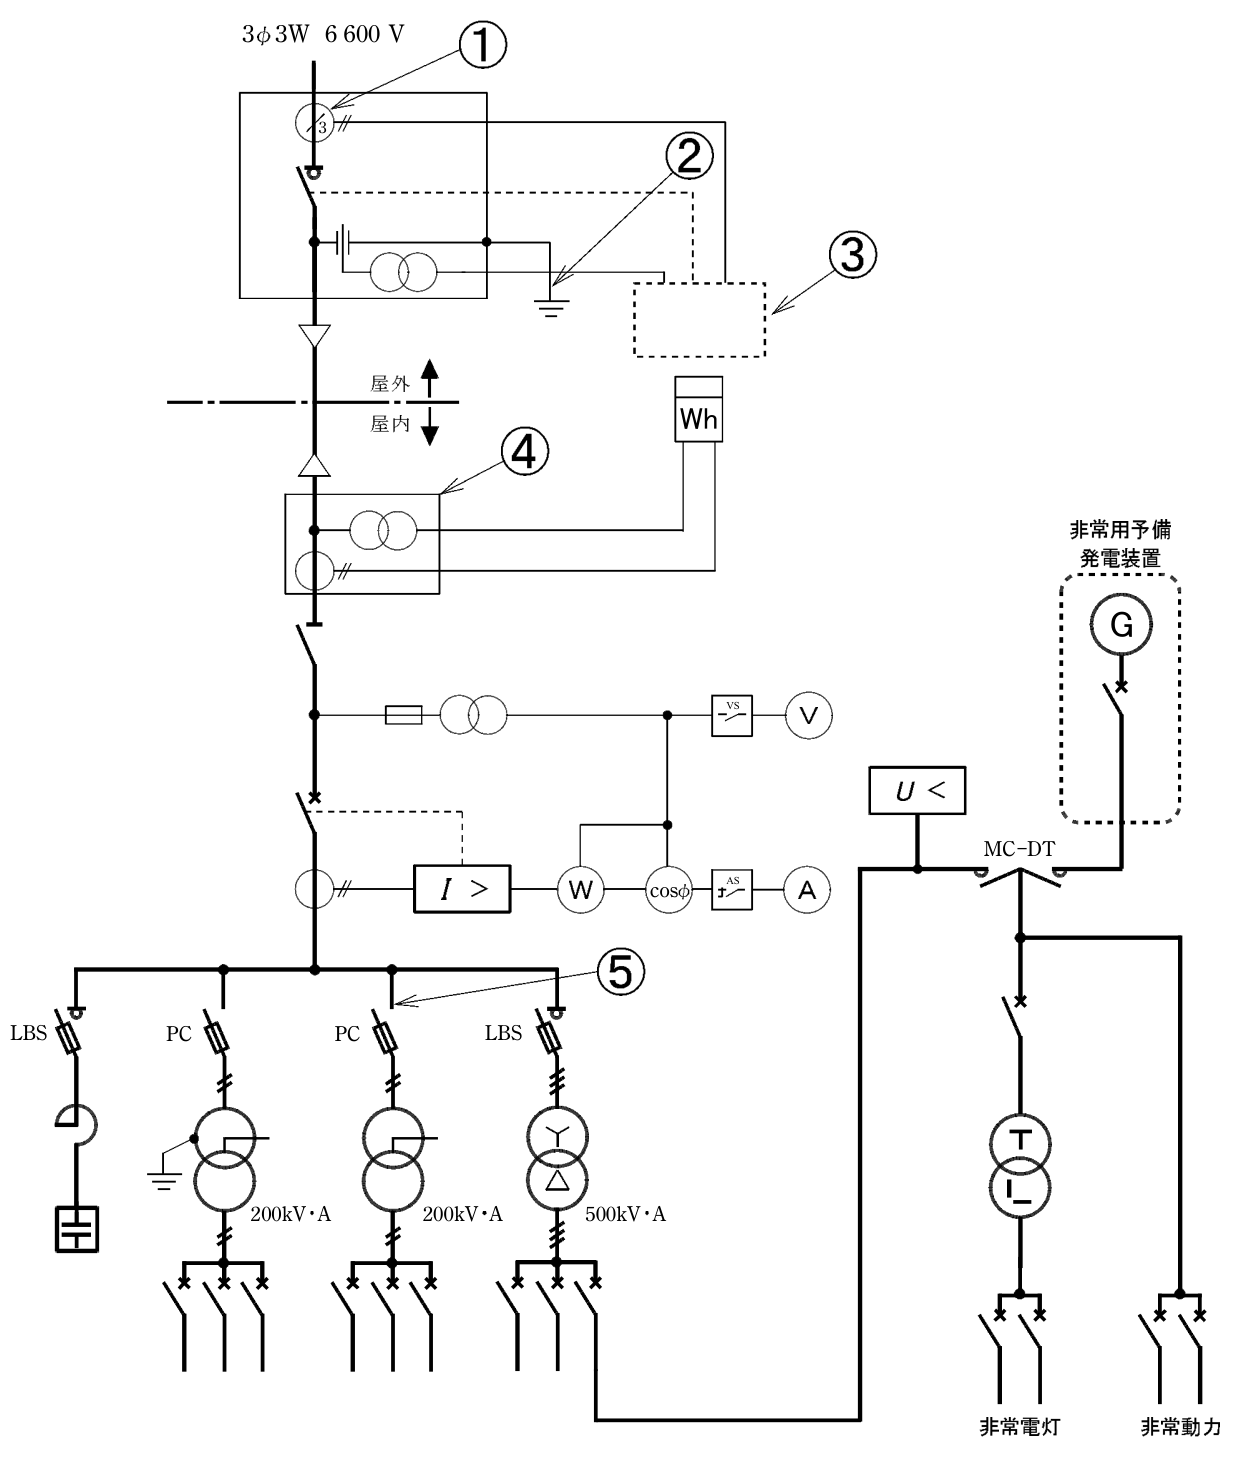 3φ3W 6 600 V
①
3
②
③
屋外
屋内
Wh
④
非常用予備
発電装置
G
VS
V
U <
MC-DT
I >
W
cosφ
AS
A
⑤
LBS
PC
PC
LBS
200kV・A
200kV・A
500kV・A
非常電灯
非常動力